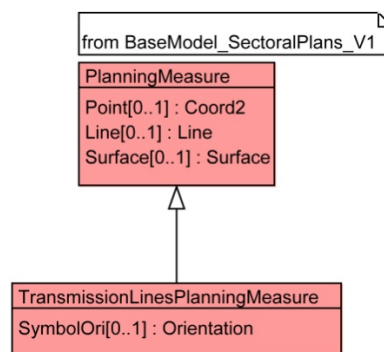 from BaseModel_SectoralPlans_V1
PlanningMeasure
Point[0..1] : Coord2
Line[0..1] : Line
Surface[0..1] : Surface
TransmissionLinesPlanningMeasure
SymbolOri[0..1] : Orientation